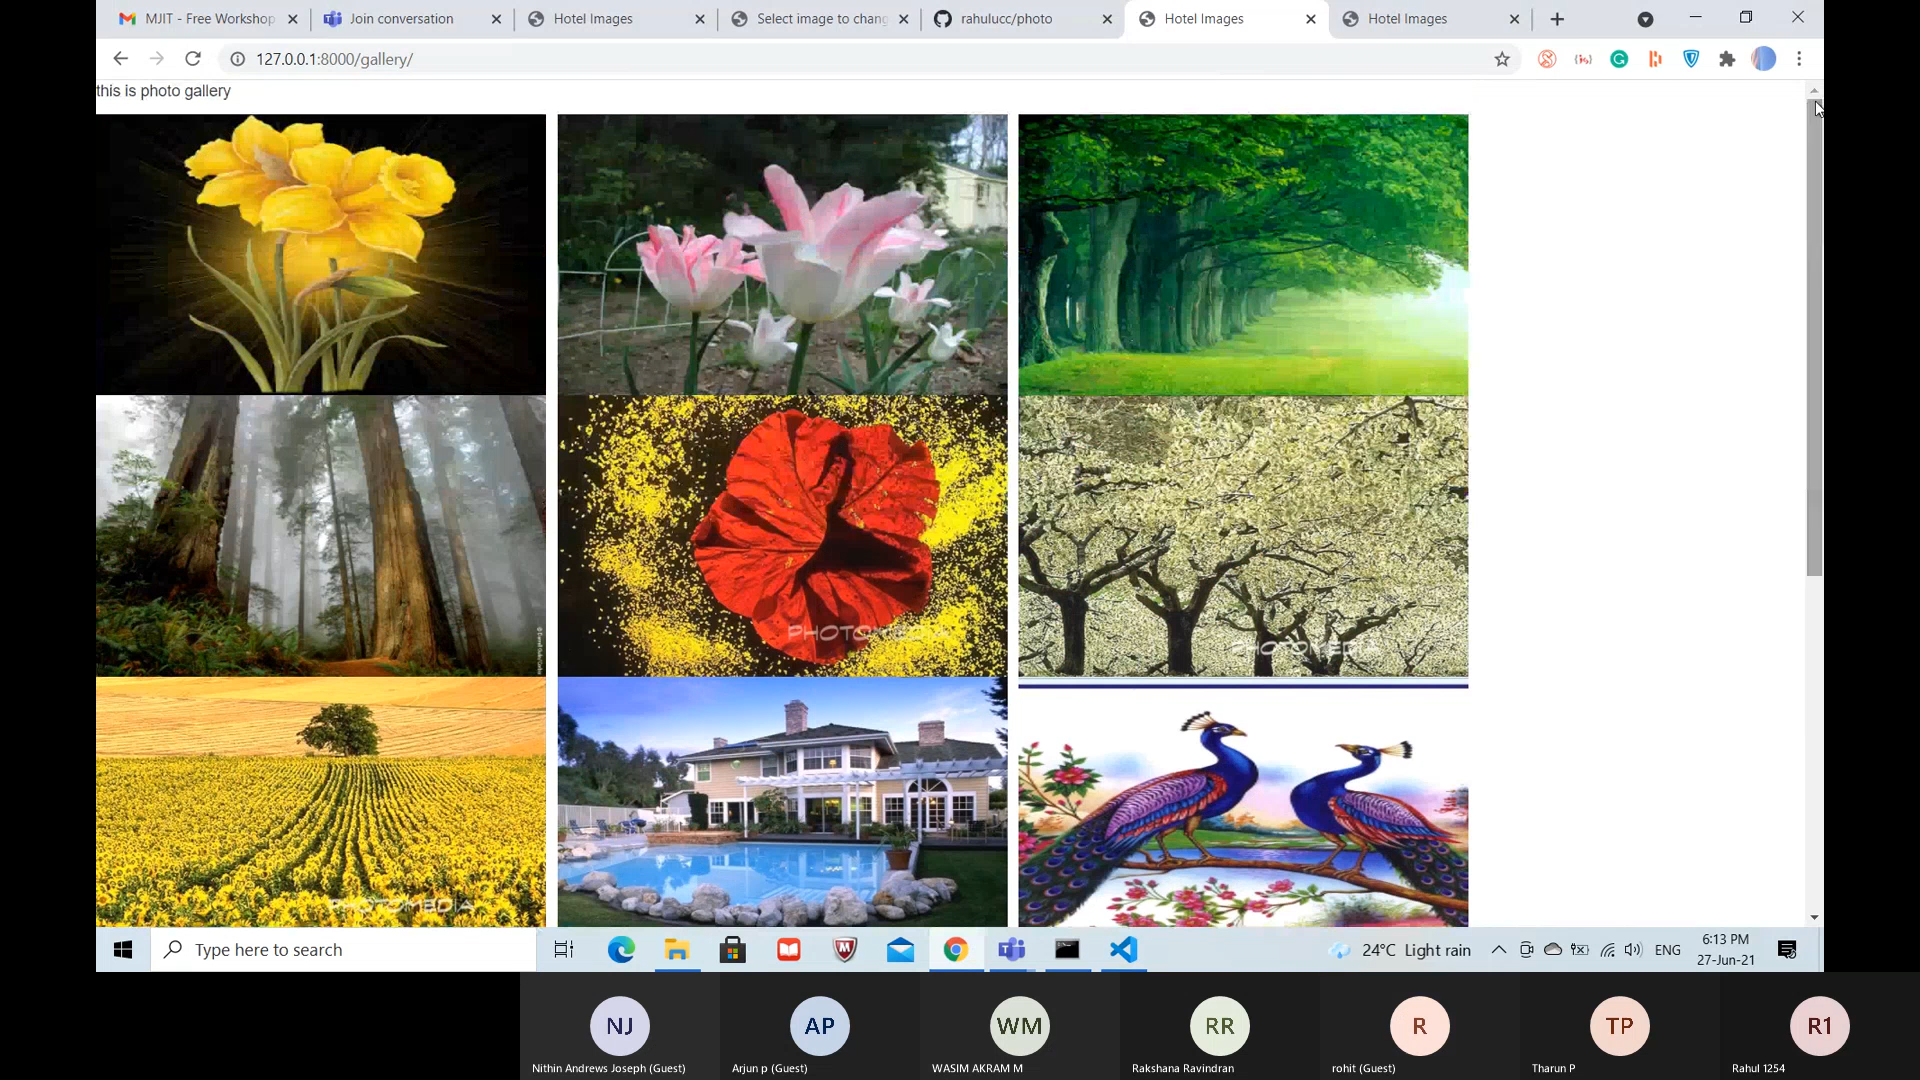 MJIT - Free Workshop
Join conversation
Hotel Images
Select image to chang
rahulucc/photo
Hotel Images
Hotel Images
127.0.0.1:8000/gallery/
this is photo gallery
PHOTOMEDIA
PHOTOMEDIA
PHOTOMEDIA
Type here to search
24°C Light rain
ENG
6:13 PM
27-Jun-21
NJ
AP
WM
RR
R
TP
R1
Nithin Andrews Joseph (Guest)
Arjun p (Guest)
WASIM AKRAM M
Rakshana Ravindran
rohit (Guest)
Tharun P
Rahul 1254